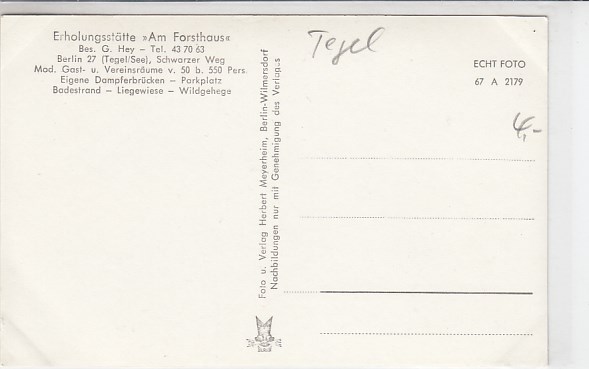 Erholungsstätte »Am Forsthaus«
Bes. G. Hey – Tel. 43 70 63
Berlin 27 (Tegel/See), Schwarzer Weg
Mod. Gast- u. Vereinsräume v. 50 b. 550 Pers.
Eigene Dampferbrücken – Parkplatz
Badestrand – Liegewiese – Wildgehege
Foto u. Verlag Herbert Meyerheim, Berlin-Wilmersdorf
Nachbildungen nur mit Genehmigung des Verlages
Tegel
ECHT FOTO
67 A 2179
4,-